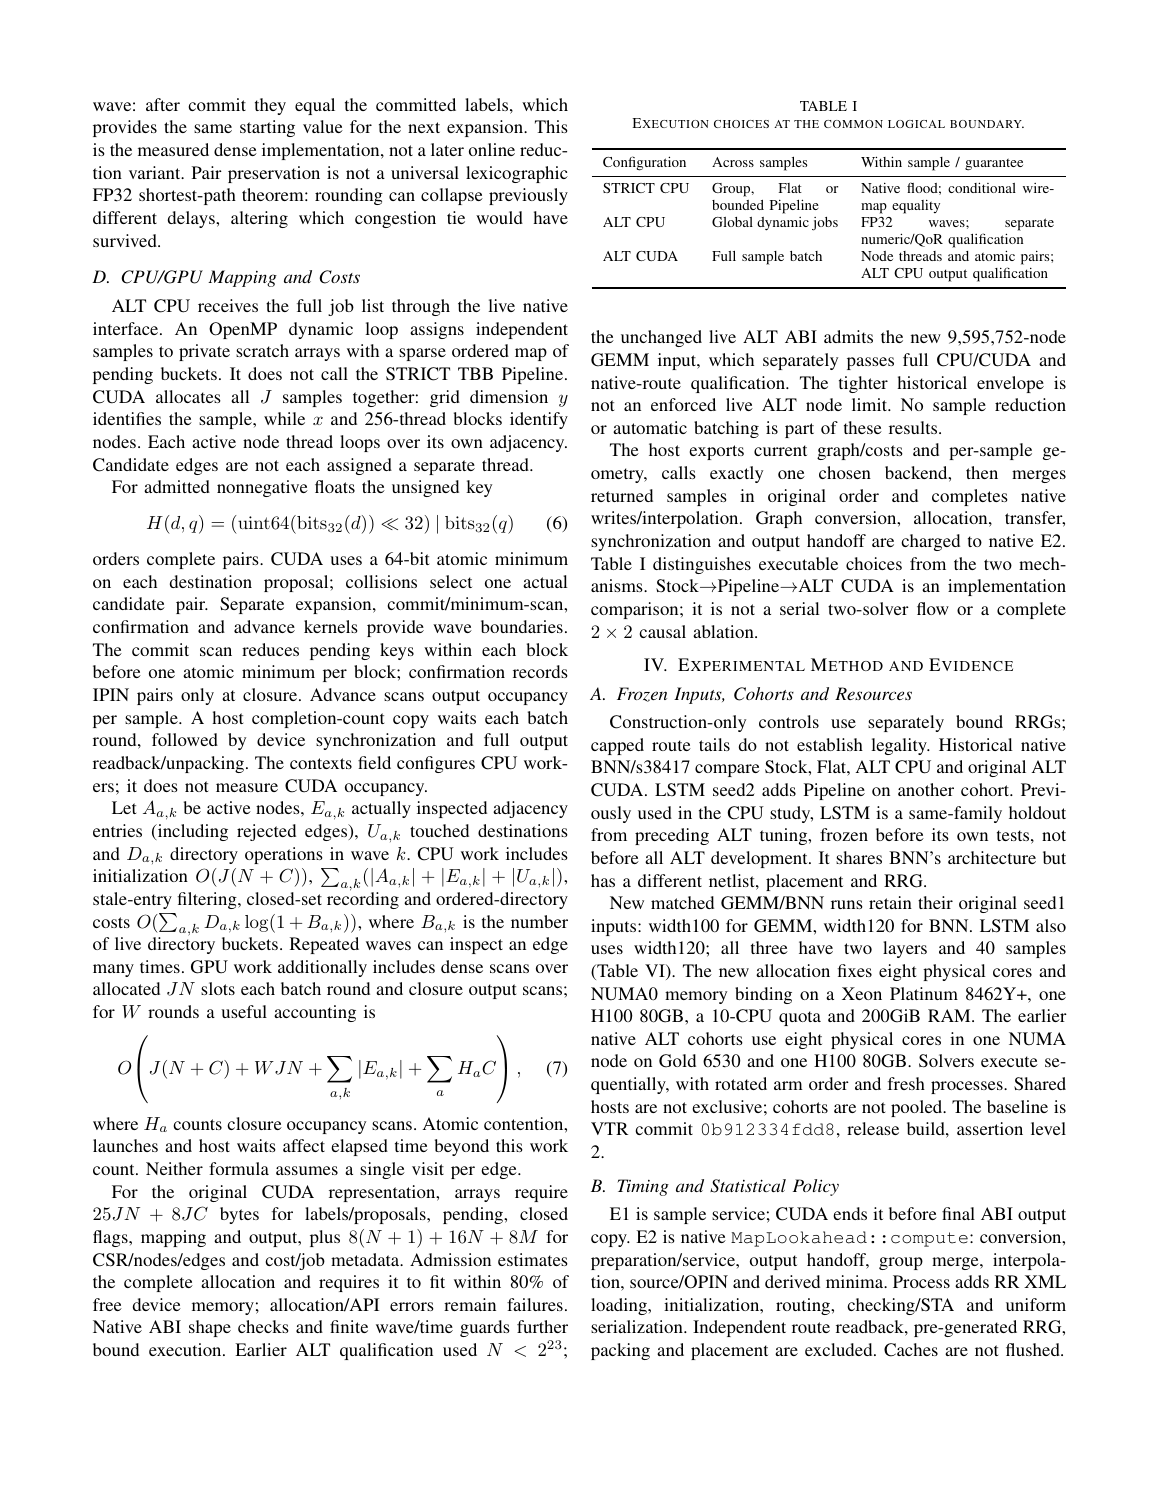 wave: after commit they equal the committed labels, which
provides the same starting value for the next expansion. This
is the measured dense implementation, not a later online reduc-
tion variant. Pair preservation is not a universal lexicographic
FP32 shortest-path theorem: rounding can collapse previously
different delays, altering which congestion tie would have
survived.
D. CPU/GPU Mapping and Costs
ALT CPU receives the full job list through the live native
interface. An OpenMP dynamic loop assigns independent
samples to private scratch arrays with a sparse ordered map of
pending buckets. It does not call the STRICT TBB Pipeline.
CUDA allocates all J samples together: grid dimension y
identifies the sample, while x and 256-thread blocks identify
nodes. Each active node thread loops over its own adjacency.
Candidate edges are not each assigned a separate thread.
For admitted nonnegative floats the unsigned key
H(d, q) = (uint64(bits₃₂(d)) ≪ 32) | bits₃₂(q) (6)
orders complete pairs. CUDA uses a 64-bit atomic minimum
on each destination proposal; collisions select one actual
candidate pair. Separate expansion, commit/minimum-scan,
confirmation and advance kernels provide wave boundaries.
The commit scan reduces pending keys within each block
before one atomic minimum per block; confirmation records
IPIN pairs only at closure. Advance scans output occupancy
per sample. A host completion-count copy waits each batch
round, followed by device synchronization and full output
readback/unpacking. The contexts field configures CPU work-
ers; it does not measure CUDA occupancy.
Let A_{a,k} be active nodes, E_{a,k} actually inspected adjacency
entries (including rejected edges), U_{a,k} touched destinations
and D_{a,k} directory operations in wave k. CPU work includes
initialization O(J(N + C)), ∑_{a,k}(|A_{a,k}| + |E_{a,k}| + |U_{a,k}|),
stale-entry filtering, closed-set recording and ordered-directory
costs O(∑_{a,k} D_{a,k} log(1 + B_{a,k})), where B_{a,k} is the number
of live directory buckets. Repeated waves can inspect an edge
many times. GPU work additionally includes dense scans over
allocated JN slots each batch round and closure output scans;
for W rounds a useful accounting is
O(J(N + C) + WJN + ∑_{a,k} |E_{a,k}| + ∑_a H_aC), (7)
where H_a counts closure occupancy scans. Atomic contention,
launches and host waits affect elapsed time beyond this work
count. Neither formula assumes a single visit per edge.
For the original CUDA representation, arrays require
25JN + 8JC bytes for labels/proposals, pending, closed
flags, mapping and output, plus 8(N + 1) + 16N + 8M for
CSR/nodes/edges and cost/job metadata. Admission estimates
the complete allocation and requires it to fit within 80% of
free device memory; allocation/API errors remain failures.
Native ABI shape checks and finite wave/time guards further
bound execution. Earlier ALT qualification used N < 2²³;
TABLE I
EXECUTION CHOICES AT THE COMMON LOGICAL BOUNDARY.
Configuration Across samples Within sample / guarantee
STRICT CPU Group, Flat or Native flood; conditional wire-
bounded Pipeline map equality
ALT CPU Global dynamic jobs FP32 waves; separate
numeric/QoR qualification
ALT CUDA Full sample batch Node threads and atomic pairs;
ALT CPU output qualification
the unchanged live ALT ABI admits the new 9,595,752-node
GEMM input, which separately passes full CPU/CUDA and
native-route qualification. The tighter historical envelope is
not an enforced live ALT node limit. No sample reduction
or automatic batching is part of these results.
The host exports current graph/costs and per-sample ge-
ometry, calls exactly one chosen backend, then merges
returned samples in original order and completes native
writes/interpolation. Graph conversion, allocation, transfer,
synchronization and output handoff are charged to native E2.
Table I distinguishes executable choices from the two mech-
anisms. Stock→Pipeline→ALT CUDA is an implementation
comparison; it is not a serial two-solver flow or a complete
2 × 2 causal ablation.
IV. EXPERIMENTAL METHOD AND EVIDENCE
A. Frozen Inputs, Cohorts and Resources
Construction-only controls use separately bound RRGs;
capped route tails do not establish legality. Historical native
BNN/s38417 compare Stock, Flat, ALT CPU and original ALT
CUDA. LSTM seed2 adds Pipeline on another cohort. Previ-
ously used in the CPU study, LSTM is a same-family holdout
from preceding ALT tuning, frozen before its own tests, not
before all ALT development. It shares BNN's architecture but
has a different netlist, placement and RRG.
New matched GEMM/BNN runs retain their original seed1
inputs: width100 for GEMM, width120 for BNN. LSTM also
uses width120; all three have two layers and 40 samples
(Table VI). The new allocation fixes eight physical cores and
NUMA0 memory binding on a Xeon Platinum 8462Y+, one
H100 80GB, a 10-CPU quota and 200GiB RAM. The earlier
native ALT cohorts use eight physical cores in one NUMA
node on Gold 6530 and one H100 80GB. Solvers execute se-
quentially, with rotated arm order and fresh processes. Shared
hosts are not exclusive; cohorts are not pooled. The baseline is
VTR commit 0b912334fdd8, release build, assertion level
2.
B. Timing and Statistical Policy
E1 is sample service; CUDA ends it before final ABI output
copy. E2 is native MapLookahead::compute: conversion,
preparation/service, output handoff, group merge, interpola-
tion, source/OPIN and derived minima. Process adds RR XML
loading, initialization, routing, checking/STA and uniform
serialization. Independent route readback, pre-generated RRG,
packing and placement are excluded. Caches are not flushed.